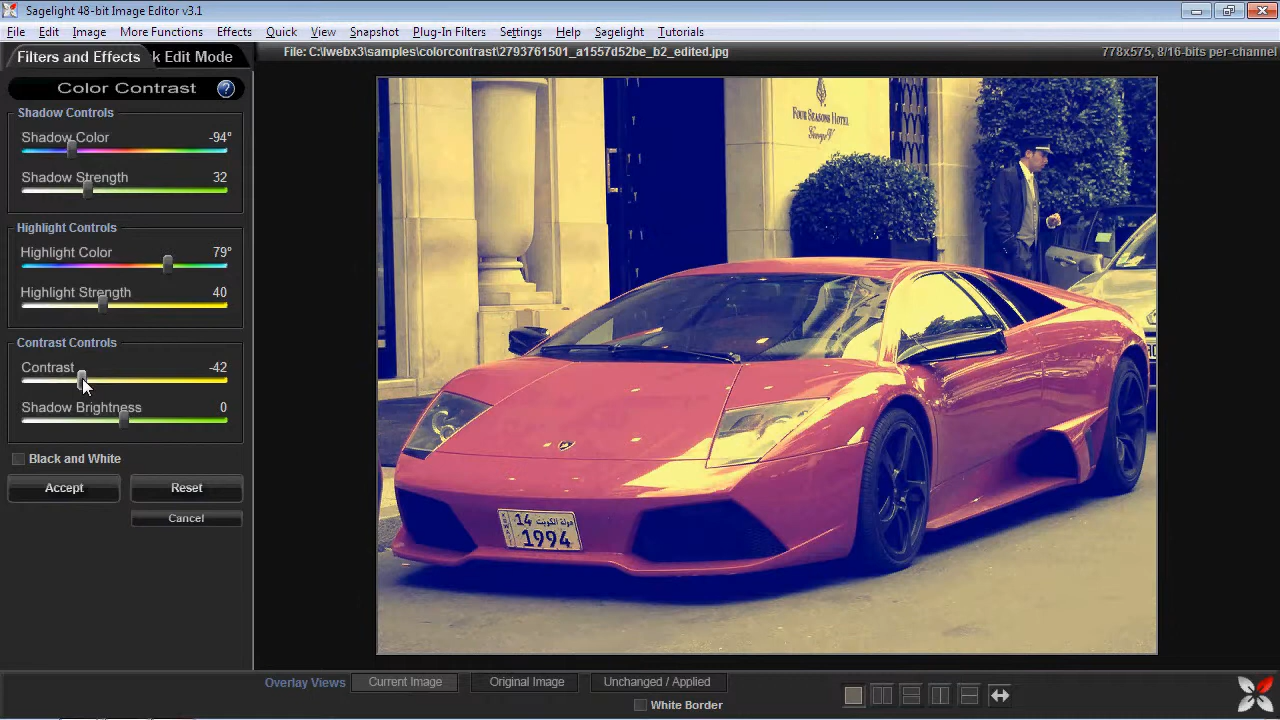 Sagelight 48-bit Image Editor v3.1
File Edit Image More Functions Effects Quick View Snapshot Plug-In Filters Settings Help Sagelight Tutorials
Filters and Effects k Edit Mode
File: C:\lwebx3\samples\colorcontrast\2793761501_a1557d52be_b2_edited.jpg
778x575, 8/16-bits per-channel
Color Contrast ?
Shadow Controls
Shadow Color -94°
Shadow Strength 32
Highlight Controls
Highlight Color 79°
Highlight Strength 40
Contrast Controls
Contrast -42
Shadow Brightness 0
Black and White
Accept Reset
Cancel
FOUR SEASONS HOTEL
George V
14 دولة الكويت
1994
Overlay Views Current Image Original Image Unchanged / Applied
White Border